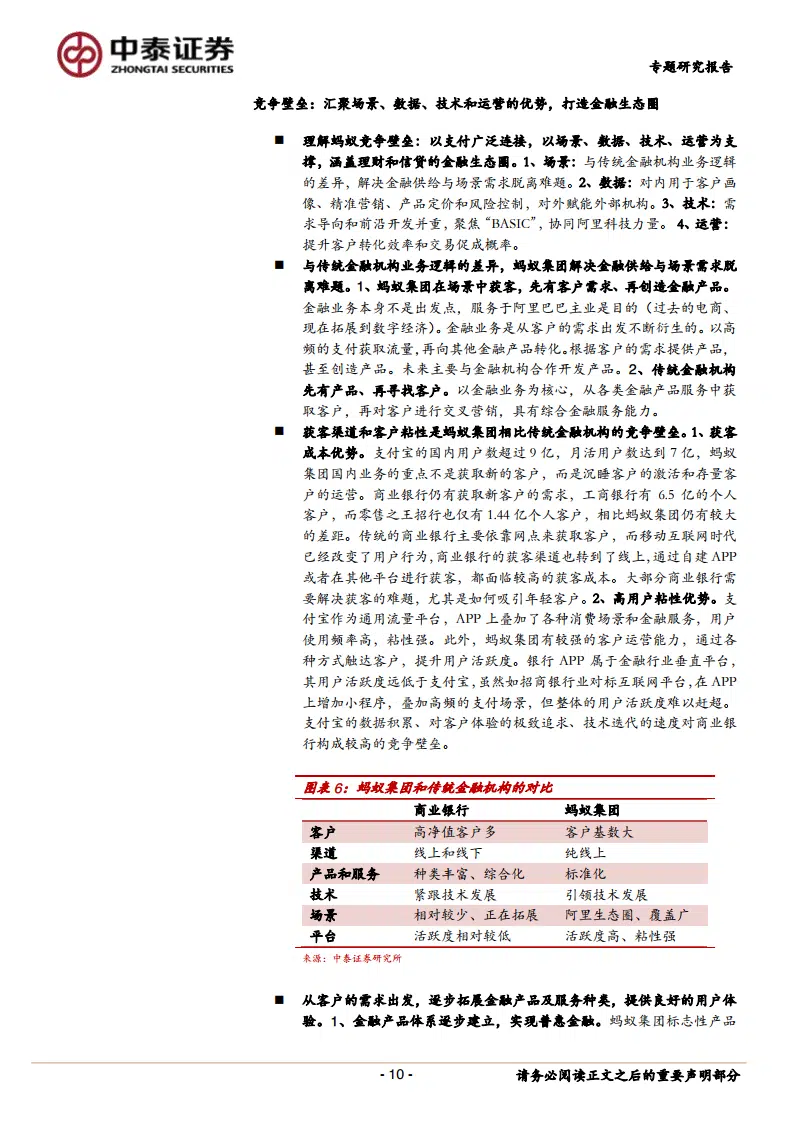 中泰证券
ZHONGTAI SECURITIES
专题研究报告
竞争壁垒：汇聚场景、数据、技术和运营的优势，打造金融生态圈
■ 理解蚂蚁竞争壁垒：以支付广泛连接，以场景、数据、技术、运营为支
撑，涵盖理财和信贷的金融生态圈。1、场景：与传统金融机构业务逻辑
的差异，解决金融供给与场景需求脱离难题。2、数据：对内用于客户画
像、精准营销、产品定价和风险控制，对外赋能外部机构。3、技术：需
求导向和前沿开发并重，聚焦“BASIC”，协同阿里科技力量。 4、运营：
提升客户转化效率和交易促成概率。
■ 与传统金融机构业务逻辑的差异，蚂蚁集团解决金融供给与场景需求脱
离难题。1、蚂蚁集团在场景中获客，先有客户需求、再创造金融产品。
金融业务本身不是出发点，服务于阿里巴巴主业是目的（过去的电商、
现在拓展到数字经济）。金融业务是从客户的需求出发不断衍生的。以高
频的支付获取流量，再向其他金融产品转化。根据客户的需求提供产品，
甚至创造产品。未来主要与金融机构合作开发产品。2、传统金融机构
先有产品、再寻找客户。以金融业务为核心，从各类金融产品服务中获
取客户，再对客户进行交叉营销，具有综合金融服务能力。
■ 获客渠道和客户粘性是蚂蚁集团相比传统金融机构的竞争壁垒。1、获客
成本优势。支付宝的国内用户数超过 9 亿，月活用户数达到 7 亿，蚂蚁
集团国内业务的重点不是获取新的客户，而是沉睡客户的激活和存量客
户的运营。商业银行仍有获取新客户的需求，工商银行有 6.5 亿的个人
客户，而零售之王招行也仅有 1.44 亿个人客户，相比蚂蚁集团仍有较大
的差距。传统的商业银行主要依靠网点来获取客户，而移动互联网时代
已经改变了用户行为，商业银行的获客渠道也转到了线上，通过自建 APP
或者在其他平台进行获客，都面临较高的获客成本。大部分商业银行需
要解决获客的难题，尤其是如何吸引年轻客户。2、高用户粘性优势。支
付宝作为通用流量平台，APP 上叠加了各种消费场景和金融服务，用户
使用频率高，粘性强。此外，蚂蚁集团有较强的客户运营能力，通过各
种方式触达客户，提升用户活跃度。银行 APP 属于金融行业垂直平台，
其用户活跃度远低于支付宝，虽然如招商银行业对标互联网平台，在 APP
上增加小程序，叠加高频的支付场景，但整体的用户活跃度难以赶超。
支付宝的数据积累、对客户体验的极致追求、技术迭代的速度对商业银
行构成较高的竞争壁垒。
图表 6：蚂蚁集团和传统金融机构的对比
商业银行 蚂蚁集团
客户 高净值客户多 客户基数大
渠道 线上和线下 纯线上
产品和服务 种类丰富、综合化 标准化
技术 紧跟技术发展 引领技术发展
场景 相对较少、正在拓展 阿里生态圈、覆盖广
平台 活跃度相对较低 活跃度高、粘性强
来源：中泰证券研究所
■ 从客户的需求出发，逐步拓展金融产品及服务种类，提供良好的用户体
验。1、金融产品体系逐步建立，实现普惠金融。蚂蚁集团标志性产品
- 10 -
请务必阅读正文之后的重要声明部分